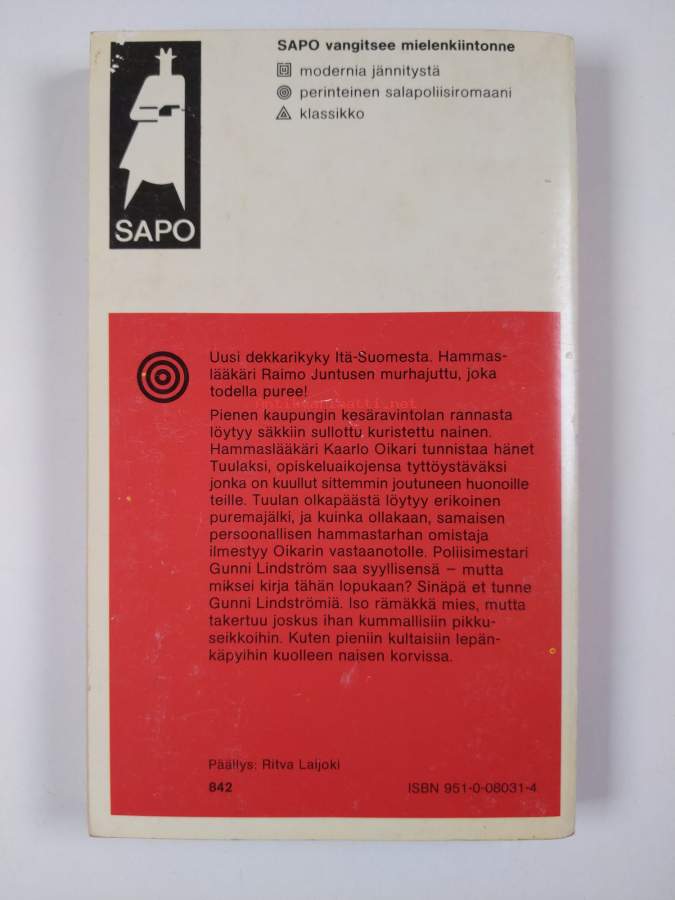 SAPO vangitsee mielenkiintonne
modernia jännitystä
perinteinen salapoliisiromaani
klassikko
SAPO
Uusi dekkarikyky Itä-Suomesta. Hammas-
lääkäri Raimo Juntusen murhajuttu, joka
todella puree!
Pienen kaupungin kesäravintolan rannasta
löytyy säkkiin sullottu kuristettu nainen.
Hammaslääkäri Kaarlo Oikari tunnistaa hänet
Tuulaksi, opiskeluaikojensa tyttöystäväksi
jonka on kuullut sittemmin joutuneen huonoille
teille. Tuulan olkapäästä löytyy erikoinen
puremajälki, ja kuinka ollakaan, samaisen
persoonallisen hammastarhan omistaja
ilmestyy Oikarin vastaanotolle. Poliisimestari
Gunni Lindström saa syyllisensä – mutta
miksei kirja tähän lopukaan? Sinäpä et tunne
Gunni Lindströmiä. Iso rämäkkä mies, mutta
takertuu joskus ihan kummallisiin pikku-
seikkoihin. Kuten pieniin kultaisiin lepän-
käpyihin kuolleen naisen korvissa.
Päällys: Ritva Laijoki
842 ISBN 951-0-08031-4